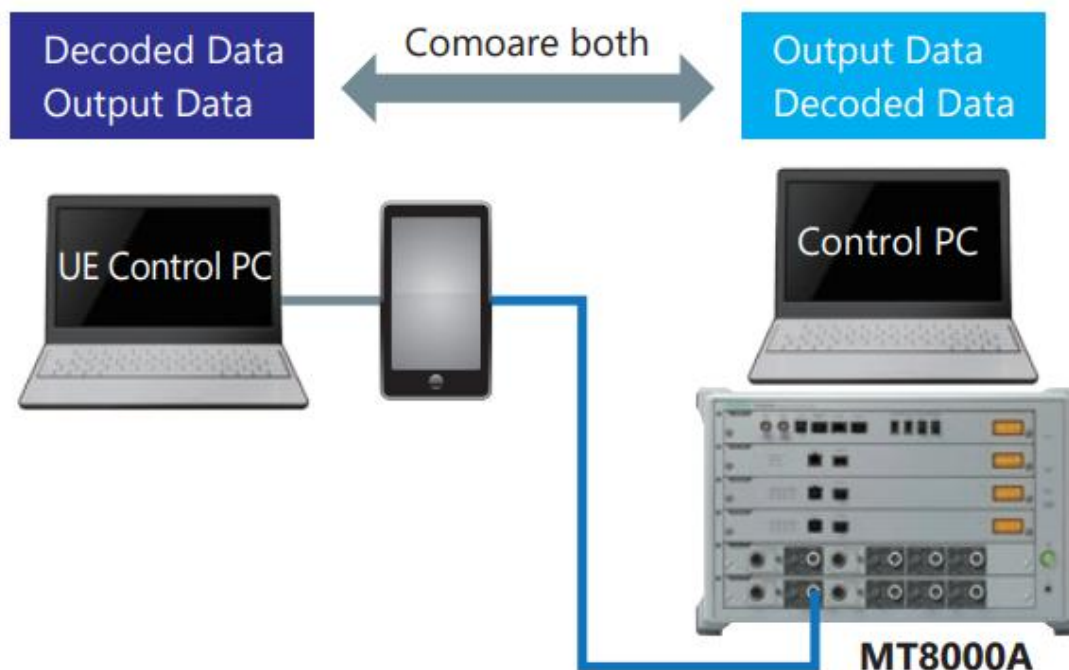 Decoded Data
Output Data
Comoare both
Output Data
Decoded Data
UE Control PC
Control PC
MT8000A